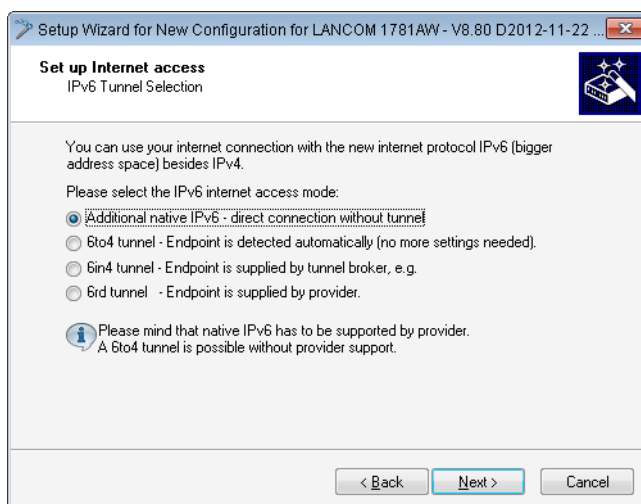 Setup Wizard for New Configuration for LANCOM 1781AW - V8.80 D2012-11-22 ...
Set up Internet access
IPv6 Tunnel Selection
You can use your internet connection with the new internet protocol IPv6 (bigger
address space) besides IPv4.
Please select the IPv6 internet access mode:
Additional native IPv6 - direct connection without tunnel
6to4 tunnel - Endpoint is detected automatically (no more settings needed).
6in4 tunnel - Endpoint is supplied by tunnel broker, e.g.
6rd tunnel - Endpoint is supplied by provider.
Please mind that native IPv6 has to be supported by provider.
A 6to4 tunnel is possible without provider support.
< Back
Next >
Cancel